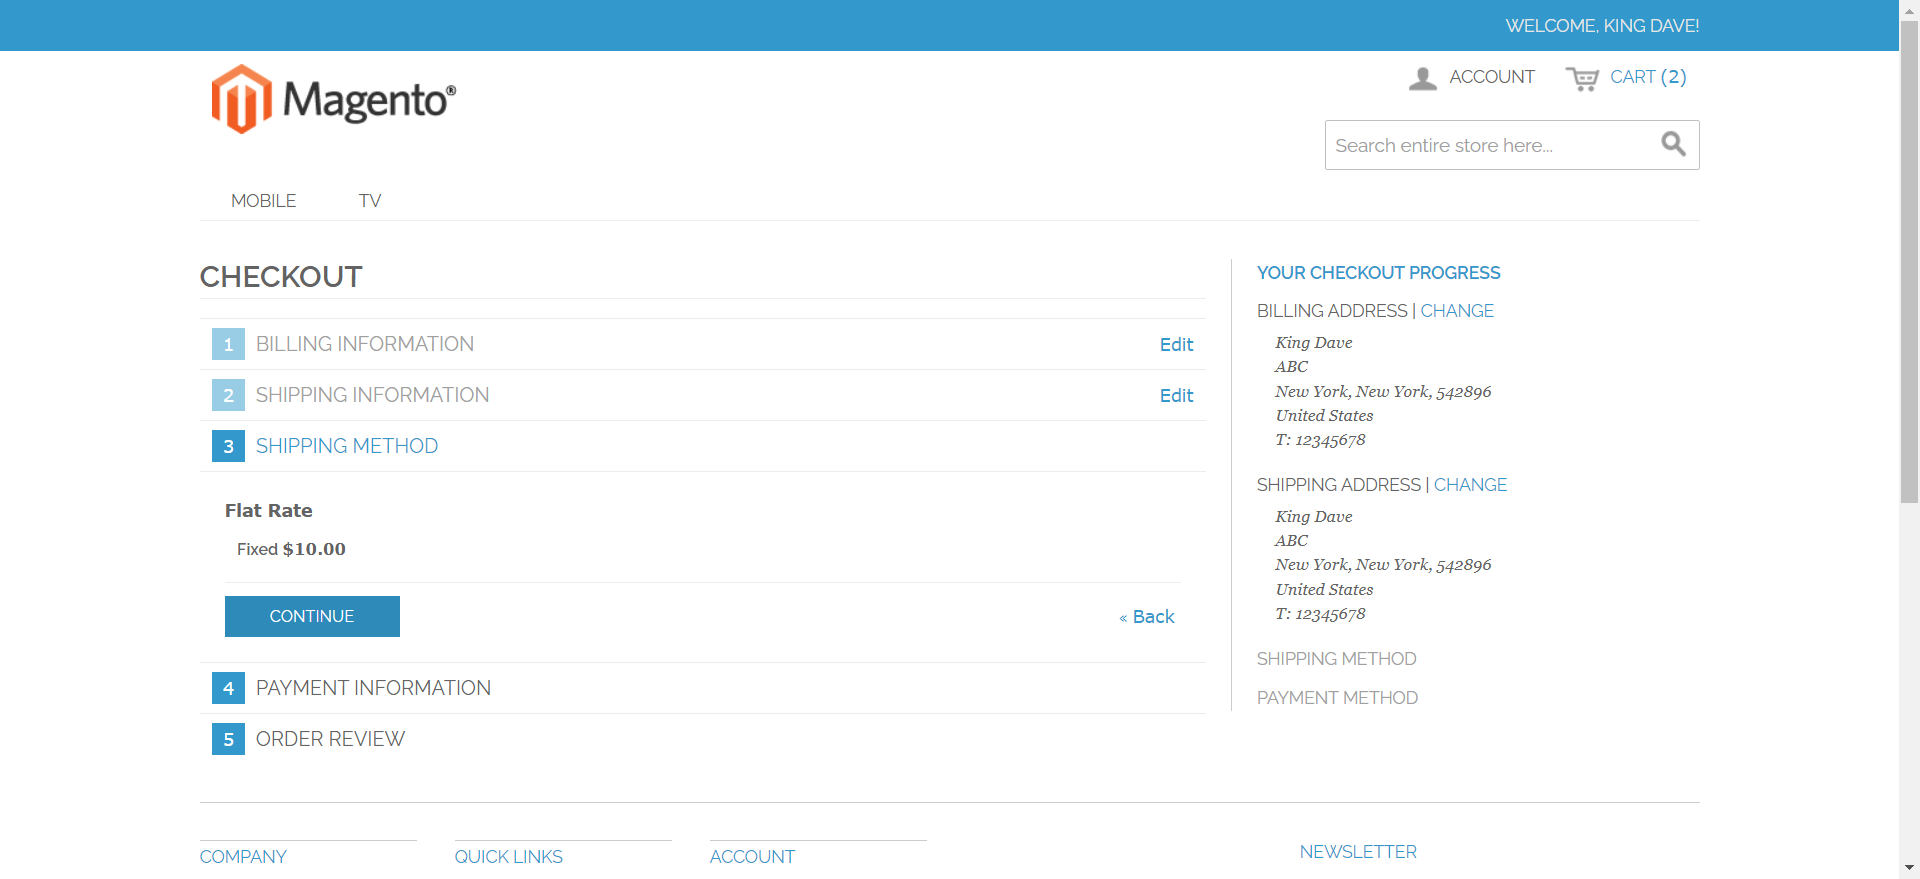 WELCOME, KING DAVE!
Magento®
ACCOUNT
CART (2)
Search entire store here...
MOBILE
TV
CHECKOUT
1 BILLING INFORMATION Edit
2 SHIPPING INFORMATION Edit
3 SHIPPING METHOD
Flat Rate
Fixed $10.00
CONTINUE
« Back
4 PAYMENT INFORMATION
5 ORDER REVIEW
YOUR CHECKOUT PROGRESS
BILLING ADDRESS | CHANGE
King Dave
ABC
New York, New York, 542896
United States
T: 12345678
SHIPPING ADDRESS | CHANGE
King Dave
ABC
New York, New York, 542896
United States
T: 12345678
SHIPPING METHOD
PAYMENT METHOD
COMPANY
QUICK LINKS
ACCOUNT
NEWSLETTER